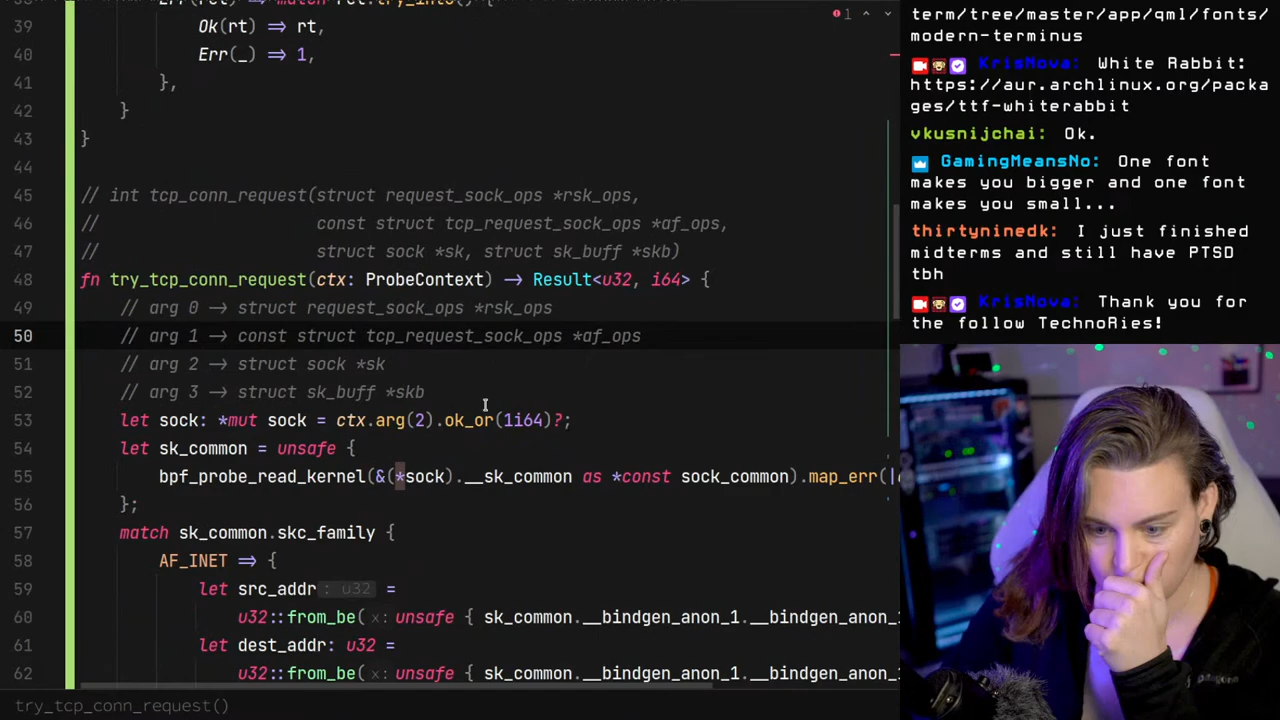 39 Ok(rt) => rt,
40 Err(_) => 1,
41 },
42 }
43 }
44
45 // int tcp_conn_request(struct request_sock_ops *rsk_ops,
46 // const struct tcp_request_sock_ops *af_ops,
47 // struct sock *sk, struct sk_buff *skb)
48 fn try_tcp_conn_request(ctx: ProbeContext) -> Result<u32, i64> {
49 // arg 0 -> struct request_sock_ops *rsk_ops
50 // arg 1 -> const struct tcp_request_sock_ops *af_ops
51 // arg 2 -> struct sock *sk
52 // arg 3 -> struct sk_buff *skb
53 let sock: *mut sock = ctx.arg(2).ok_or(1i64)?;
54 let sk_common = unsafe {
55 bpf_probe_read_kernel(&(*sock).__sk_common as *const sock_common).map_err(|
56 };
57 match sk_common.skc_family {
58 AF_INET => {
59 let src_addr : u32 =
60 u32::from_be( x: unsafe { sk_common.__bindgen_anon_1.__bindgen_anon_1.
61 let dest_addr: u32 =
62 u32::from_be( x: unsafe { sk_common.__bindgen_anon_1.__bindgen_anon_1.
try_tcp_conn_request()
1
term/tree/master/app/qml/fonts/
modern-terminus
KrisNova: White Rabbit:
https://aur.archlinux.org/packa
ges/ttf-whiterabbit
vkusnijchai: Ok.
GamingMeansNo: One font
makes you bigger and one font
makes you small...
thirtyninedk: I just finished
midterms and still have PTSD
tbh
KrisNova: Thank you for
the follow TechnoRies!